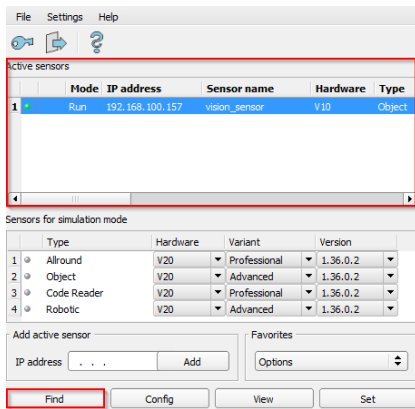 File Settings Help
Active sensors
Mode IP address Sensor name Hardware Type
1 Run 192.168.100.157 vision_sensor V10 Object
Sensors for simulation mode
Type Hardware Variant Version
1 Allround V20 Professional 1.36.0.2
2 Object V20 Advanced 1.36.0.2
3 Code Reader V20 Professional 1.36.0.2
4 Robotic V20 Advanced 1.36.0.2
Add active sensor Favorites
IP address . . . Add Options
Find Config View Set